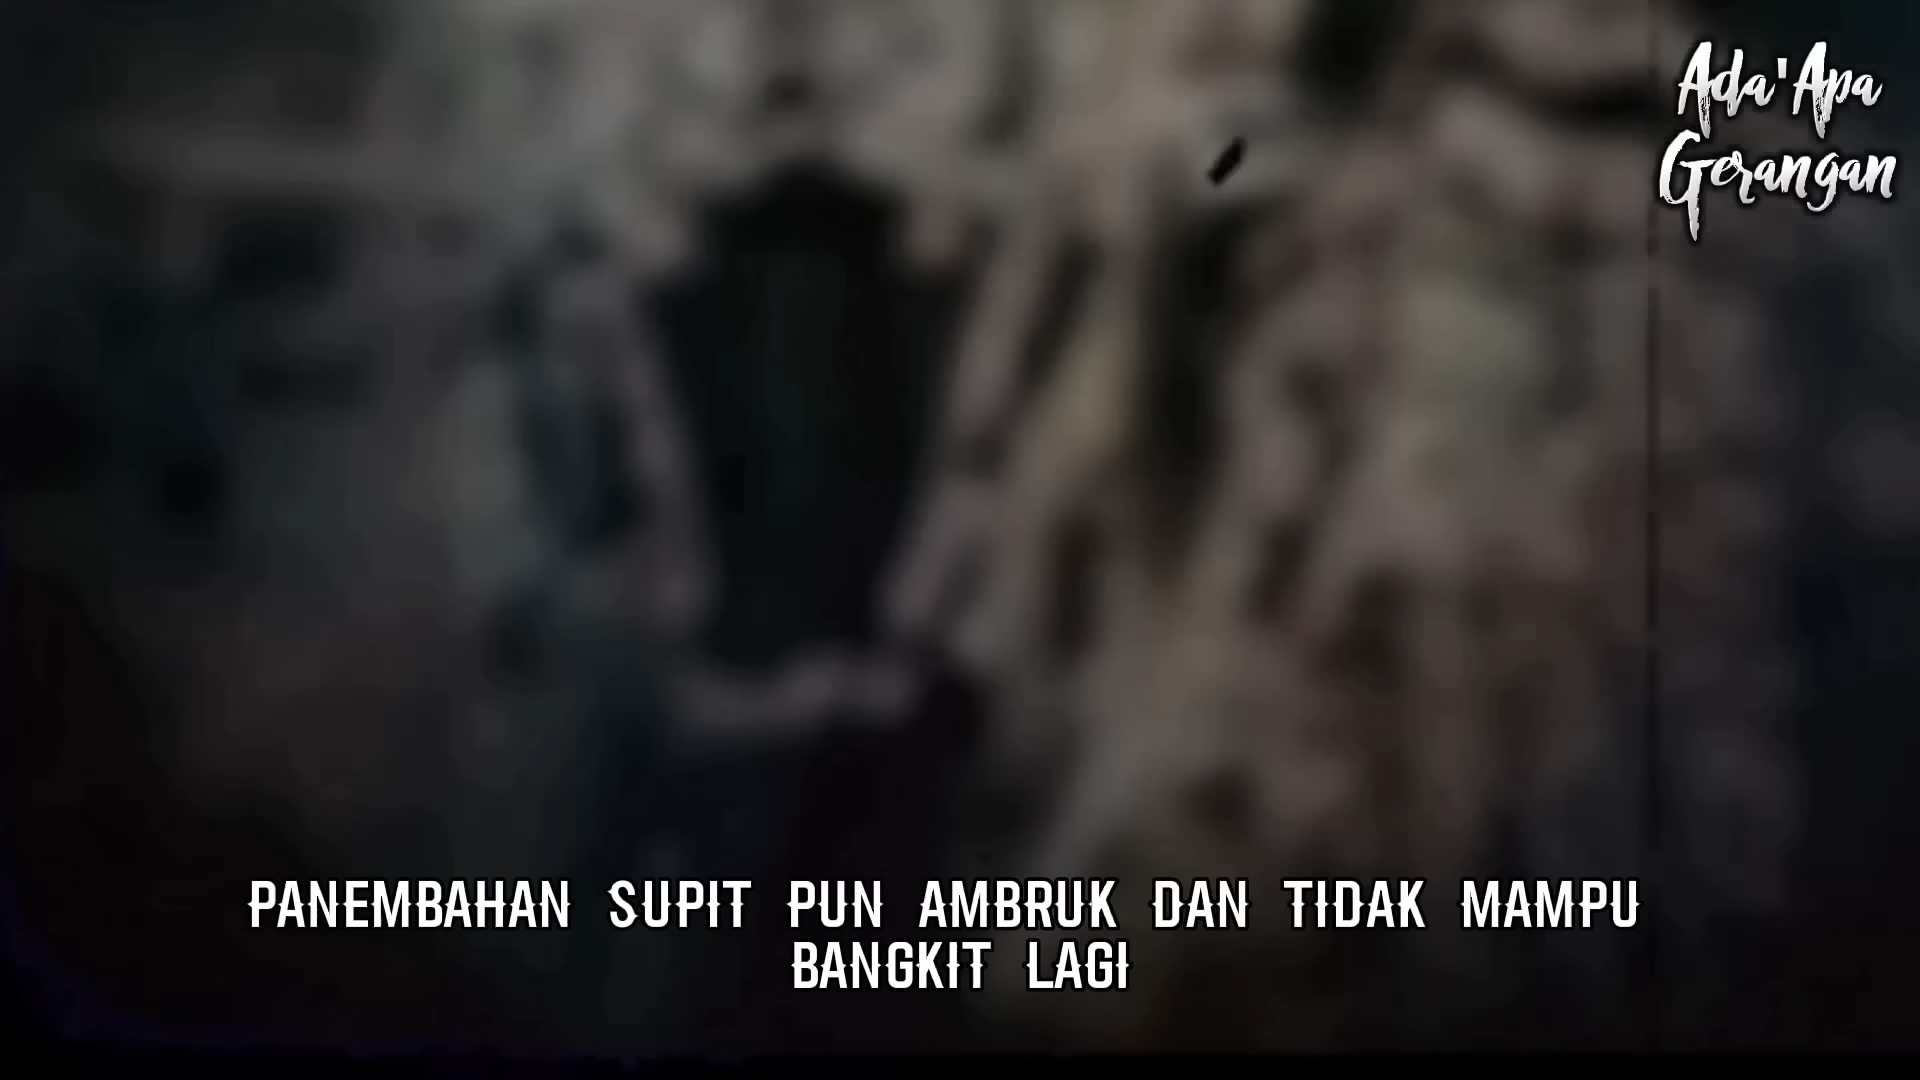 Ada'Apa
Gerangan
PANEMBAHAN SUPIT PUN AMBRUK DAN TIDAK MAMPU
BANGKIT LAGI